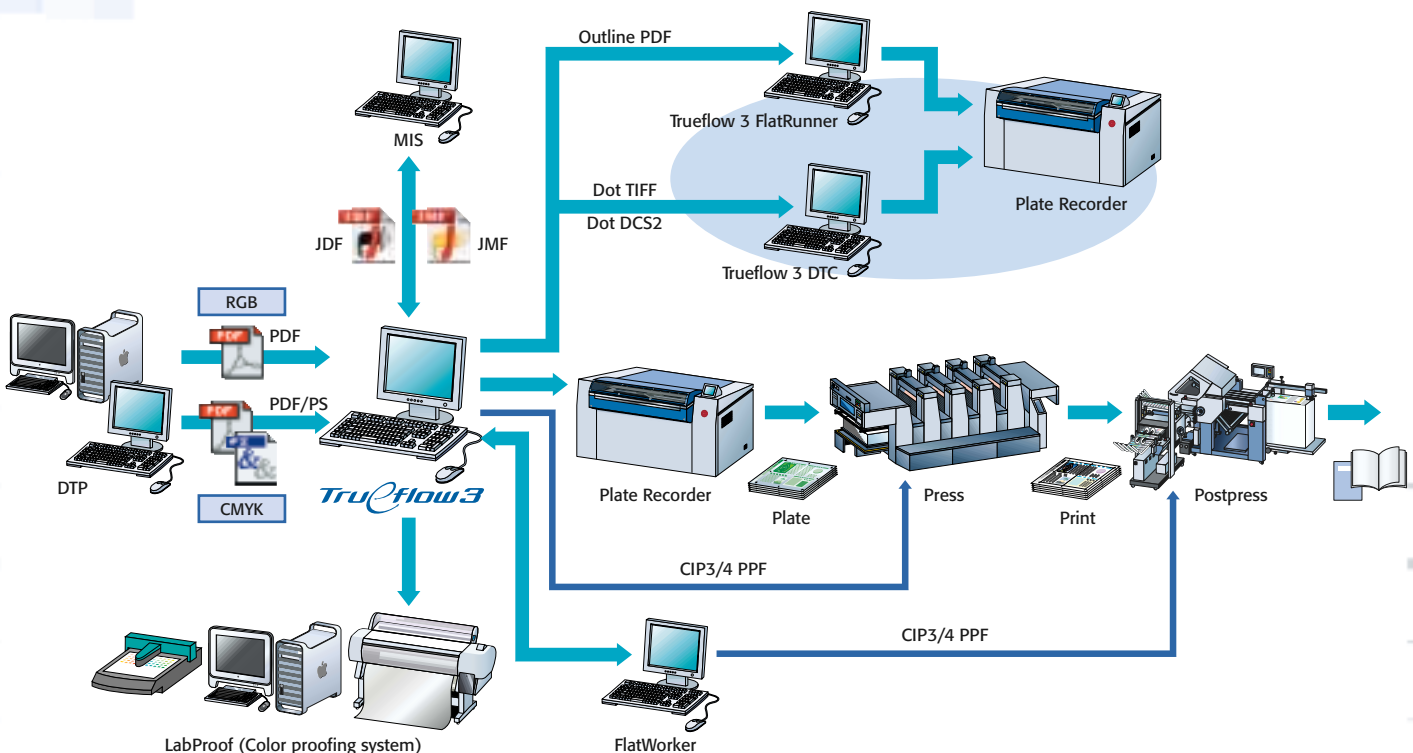 Outline PDF
Trueflow 3 FlatRunner
MIS
Dot TIFF
Dot DCS2
Plate Recorder
JDF
JMF
Trueflow 3 DTC
RGB
PDF
PDF
PDF/PS
PDF
DTP
CMYK
Trueflow3
Plate Recorder
Plate
Press
Print
Postpress
CIP3/4 PPF
CIP3/4 PPF
LabProof (Color proofing system)
FlatWorker